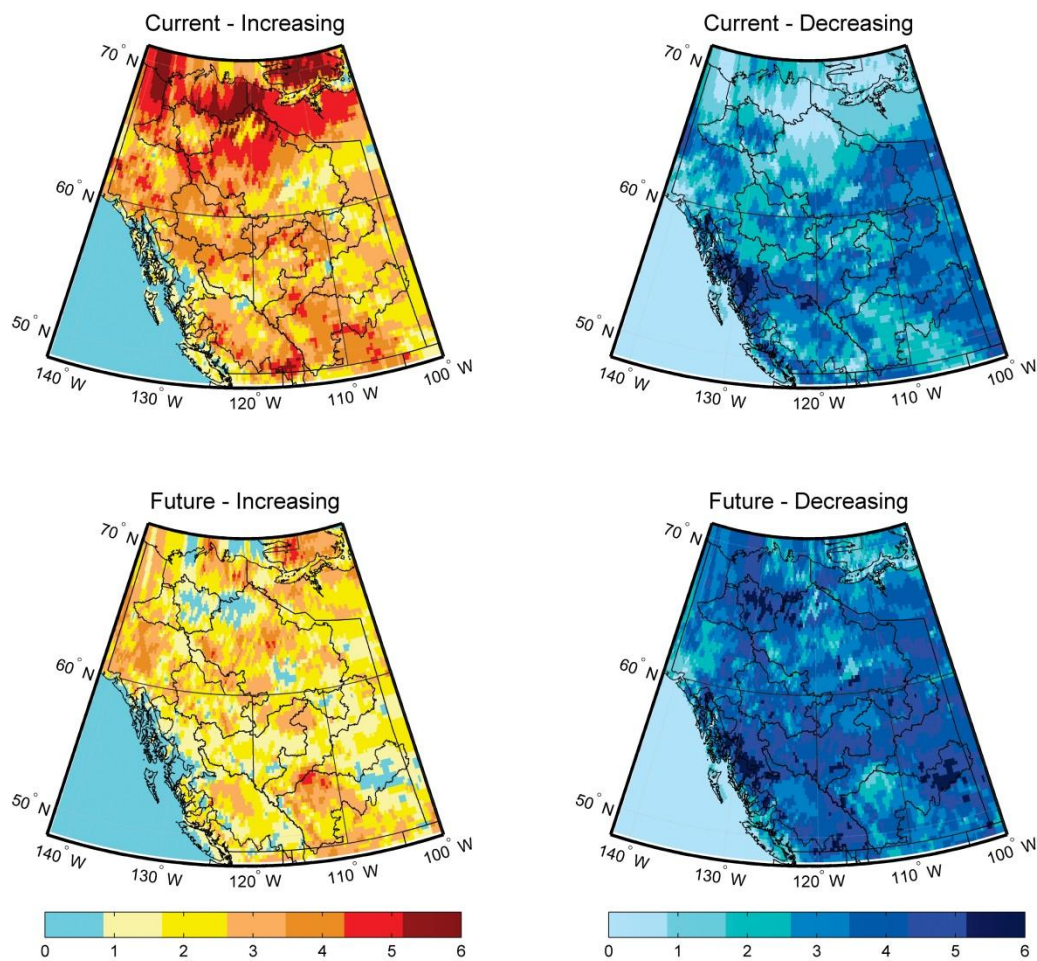 Current - Increasing
Current - Decreasing
70° N
60° N
50° N
140° W
130° W
120° W
110° W
100° W
70° N
60° N
50° N
140° W
130° W
120° W
110° W
100° W
Future - Increasing
Future - Decreasing
70° N
60° N
50° N
140° W
130° W
120° W
110° W
100° W
70° N
60° N
50° N
140° W
130° W
120° W
110° W
100° W
0 1 2 3 4 5 6
0 1 2 3 4 5 6